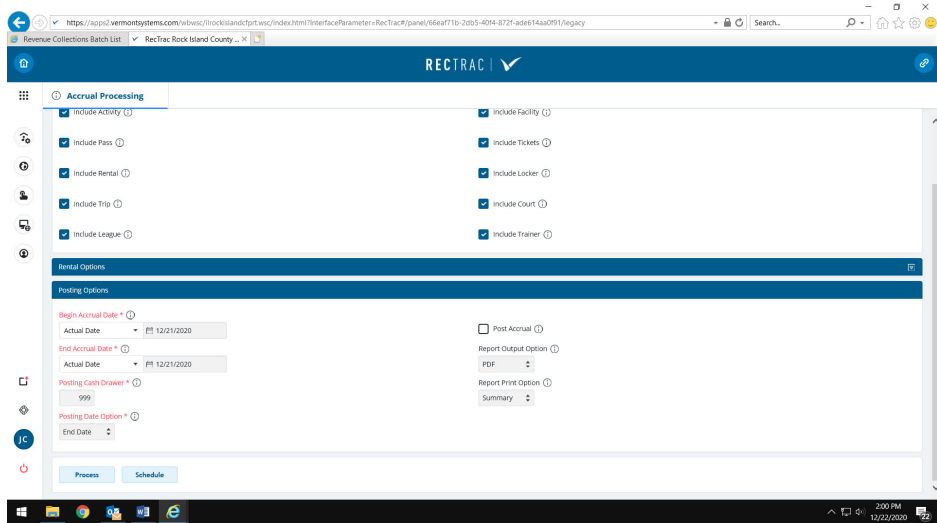 https://apps2.vermontsystems.com/wbwsc/ilrockislandcfprt.wsc/index.html?InterfaceParameter=RecTrac#/panel/66eaf71b-2db5-40f4-872f-ade614aa0f91/legacy
Search...
Revenue Collections Batch List
RecTrac Rock Island County ...
RECTRAC
Accrual Processing
Include Activity
Include Facility
Include Pass
Include Tickets
Include Rental
Include Locker
Include Trip
Include Court
Include League
Include Trainer
Rental Options
Posting Options
Begin Accrual Date *
Actual Date 12/21/2020
Post Accrual
End Accrual Date *
Report Output Option
Actual Date 12/21/2020
PDF
Posting Cash Drawer *
Report Print Option
999
Summary
Posting Date Option *
End Date
JC
Process Schedule
2:00 PM
12/22/2020
22